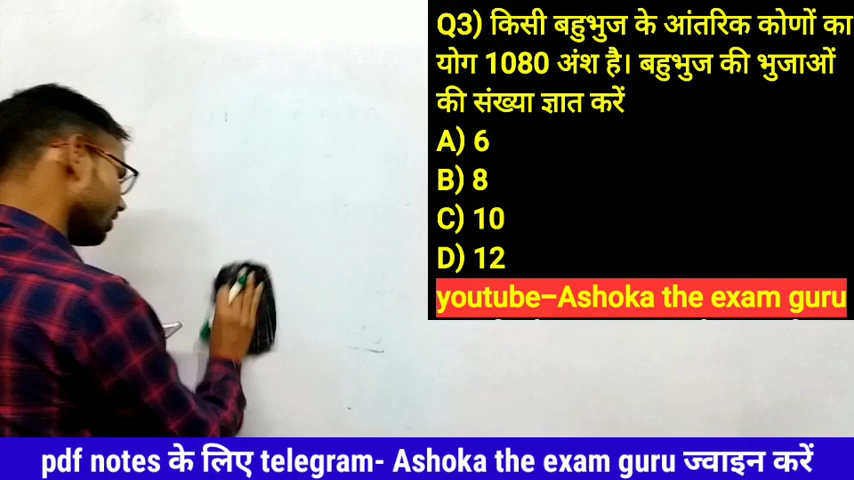 Q3) किसी बहुभुज के आंतरिक कोणों का
योग 1080 अंश है। बहुभुज की भुजाओं
की संख्या ज्ञात करें
A) 6
B) 8
C) 10
D) 12
youtube–Ashoka the exam guru
pdf notes के लिए telegram- Ashoka the exam guru ज्वाइन करें